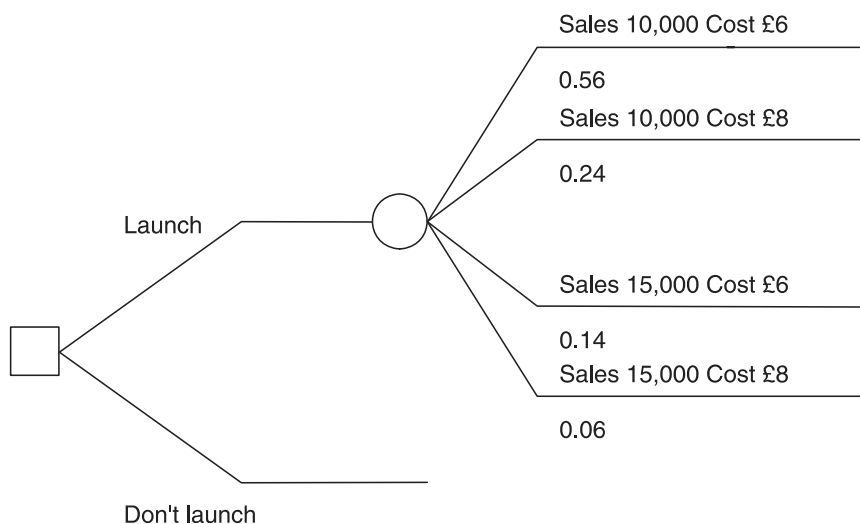 Sales 10,000 Cost £6
0.56
Sales 10,000 Cost £8
0.24
Launch
Sales 15,000 Cost £6
0.14
Sales 15,000 Cost £8
0.06
Don't launch